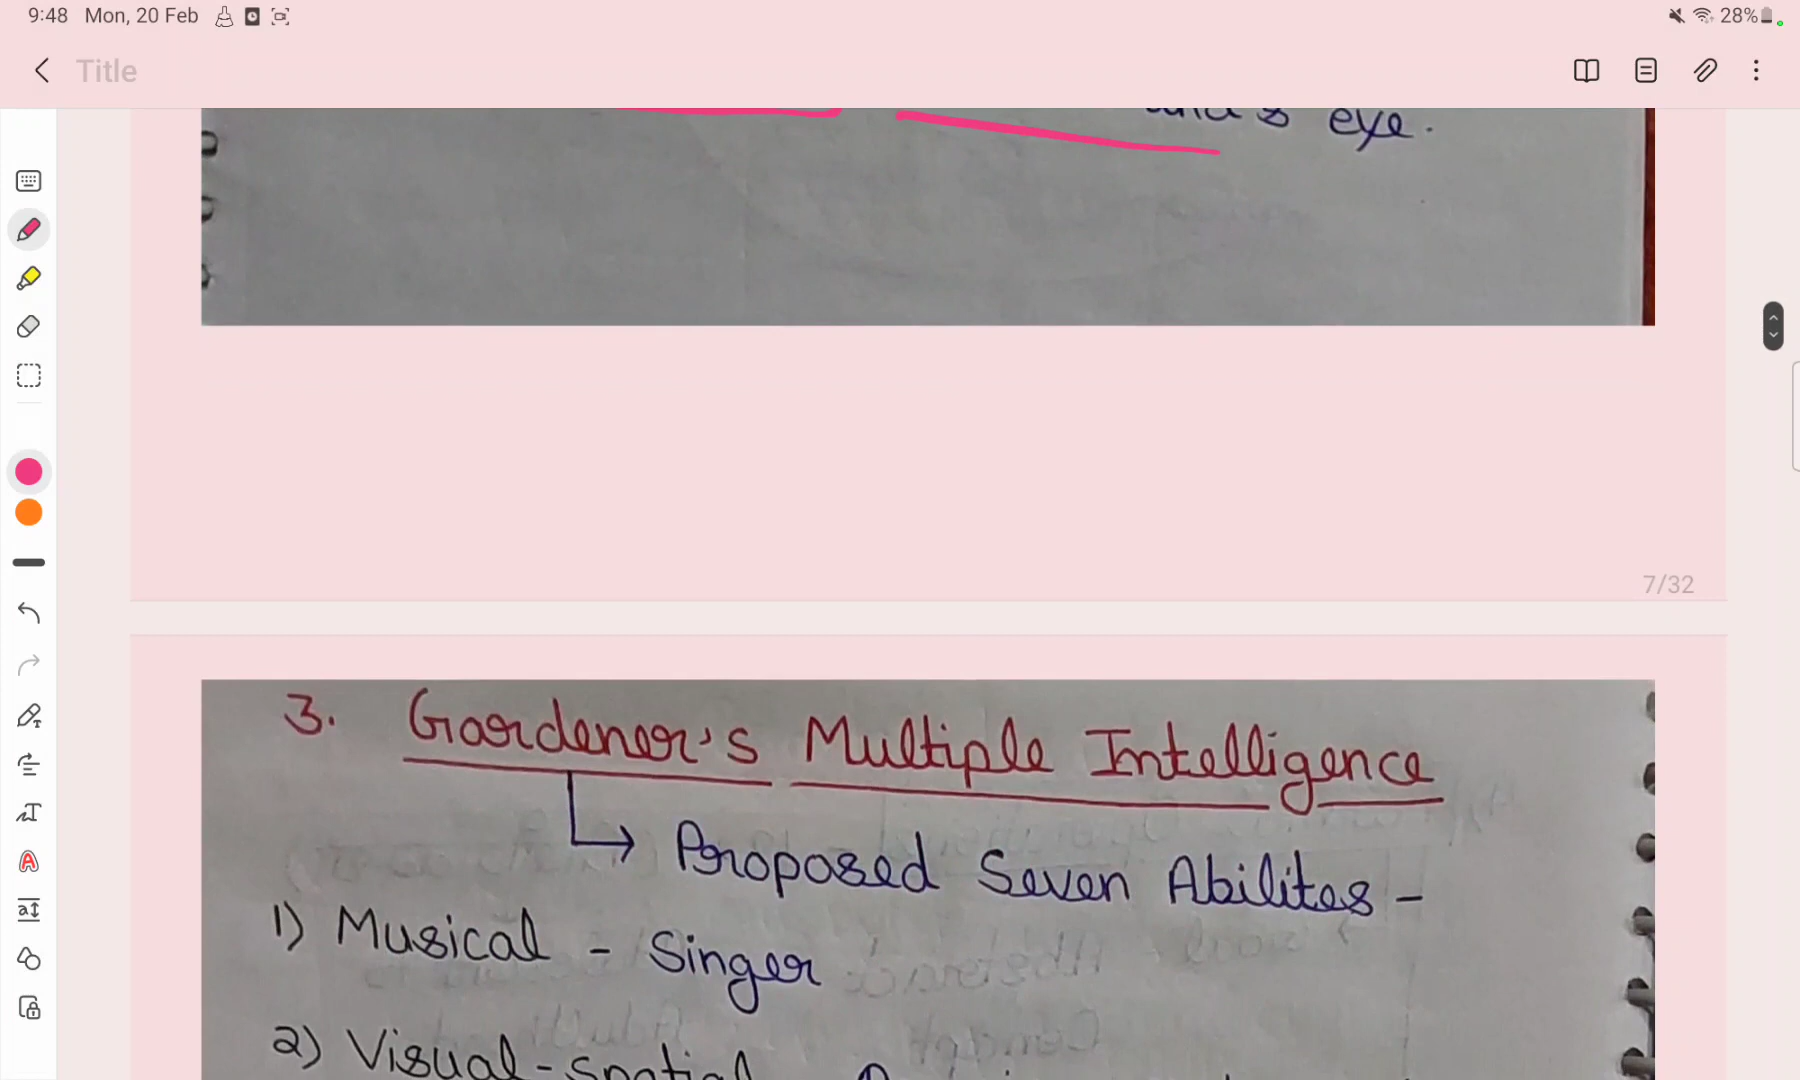 9:48 Mon, 20 Feb
28%
Title
eye.
7/32
3. Gardener's Multiple Intelligence
Proposed Seven Abilites -
1) Musical - Singer
2) Visual-spatial